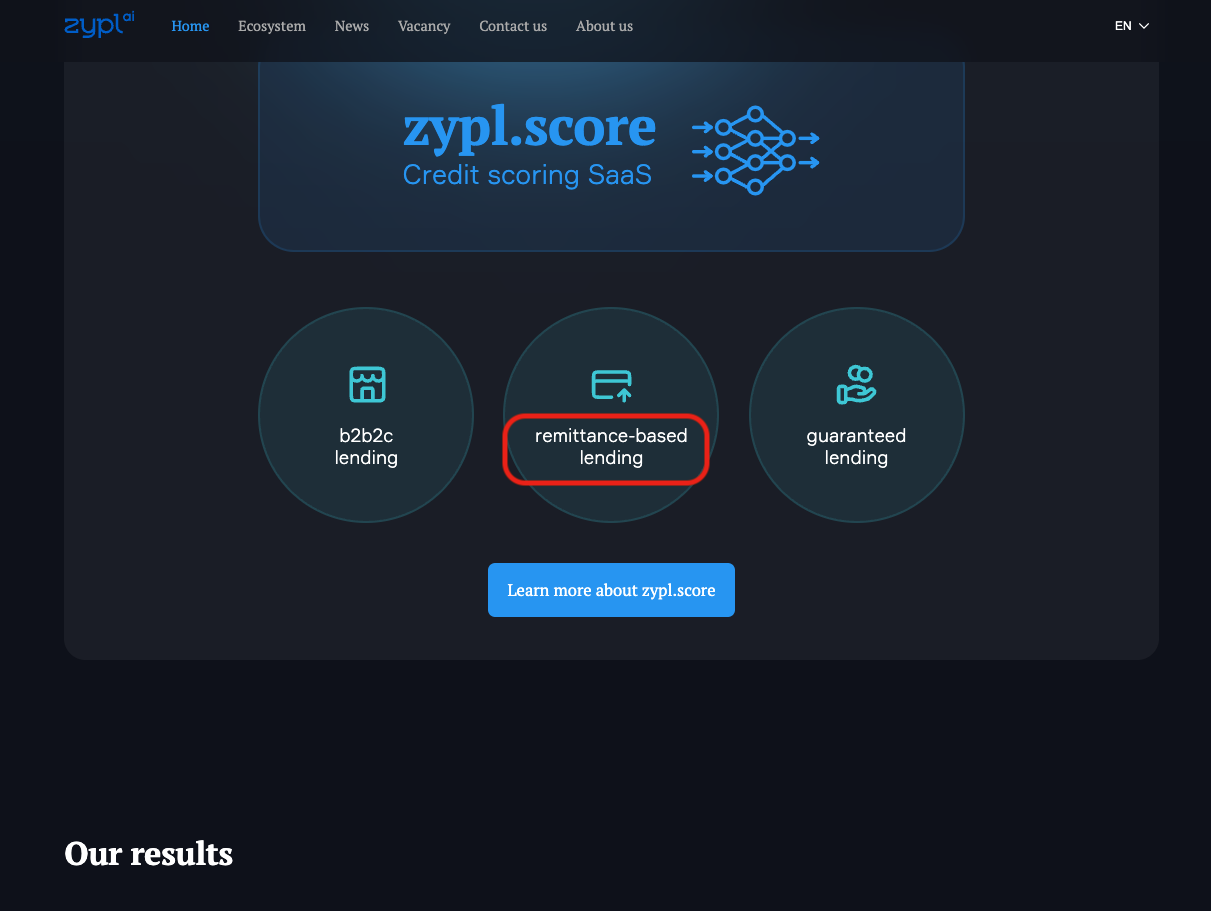 zypl ai
Home
Ecosystem
News
Vacancy
Contact us
About us
EN
zypl.score
Credit scoring SaaS
b2b2c
lending
remittance-based
lending
guaranteed
lending
Learn more about zypl.score
Our results